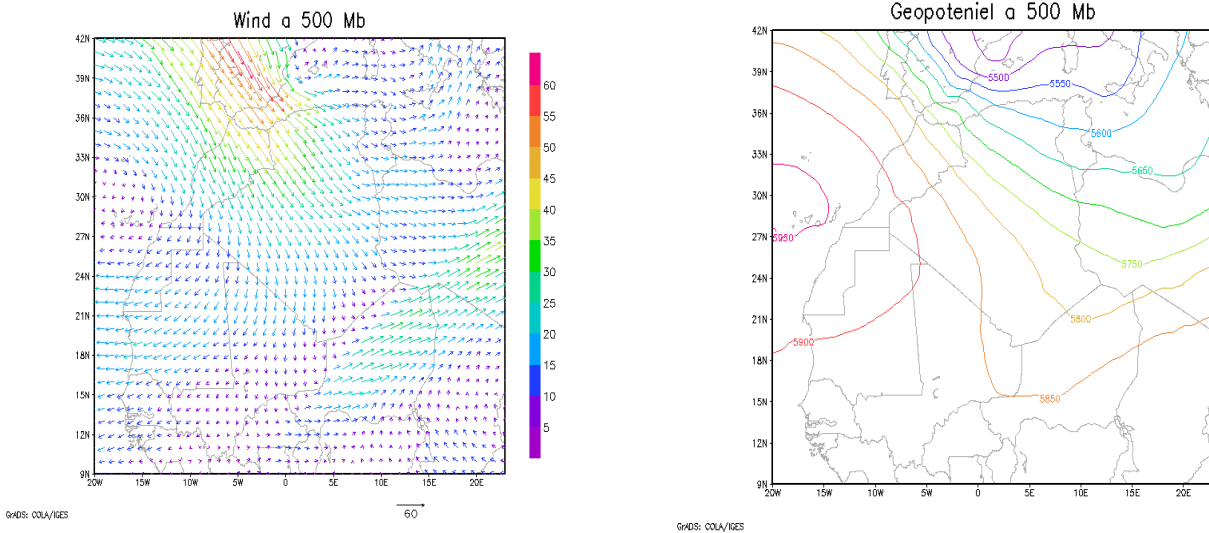 Wind a 500 Mb
42N
39N
36N
33N
30N
27N
24N
21N
18N
15N
12N
9N
20W 15W 10W 5W 0 5E 10E 15E 20E
60
55
50
45
40
35
30
25
20
15
10
5
60
GrADS: COLA/IGES
Geopoteniel a 500 Mb
42N
39N
36N
33N
30N
27N
24N
21N
18N
15N
12N
9N
20W 15W 10W 5W 0 5E 10E 15E 20E
5500
5550
5600
5650
5950
5750
5800
5900
5850
GrADS: COLA/IGES